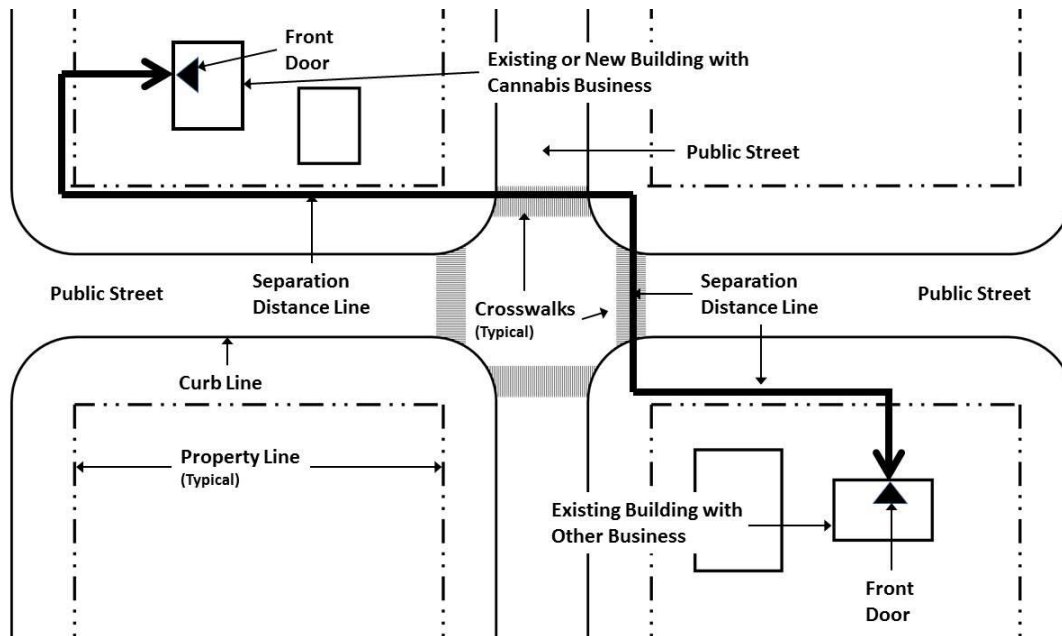 Front
Door
Existing or New Building with
Cannabis Business
Public Street
Public Street
Separation
Distance Line
Crosswalks
(Typical)
Separation
Distance Line
Public Street
Curb Line
Property Line
(Typical)
Existing Building with
Other Business
Front
Door